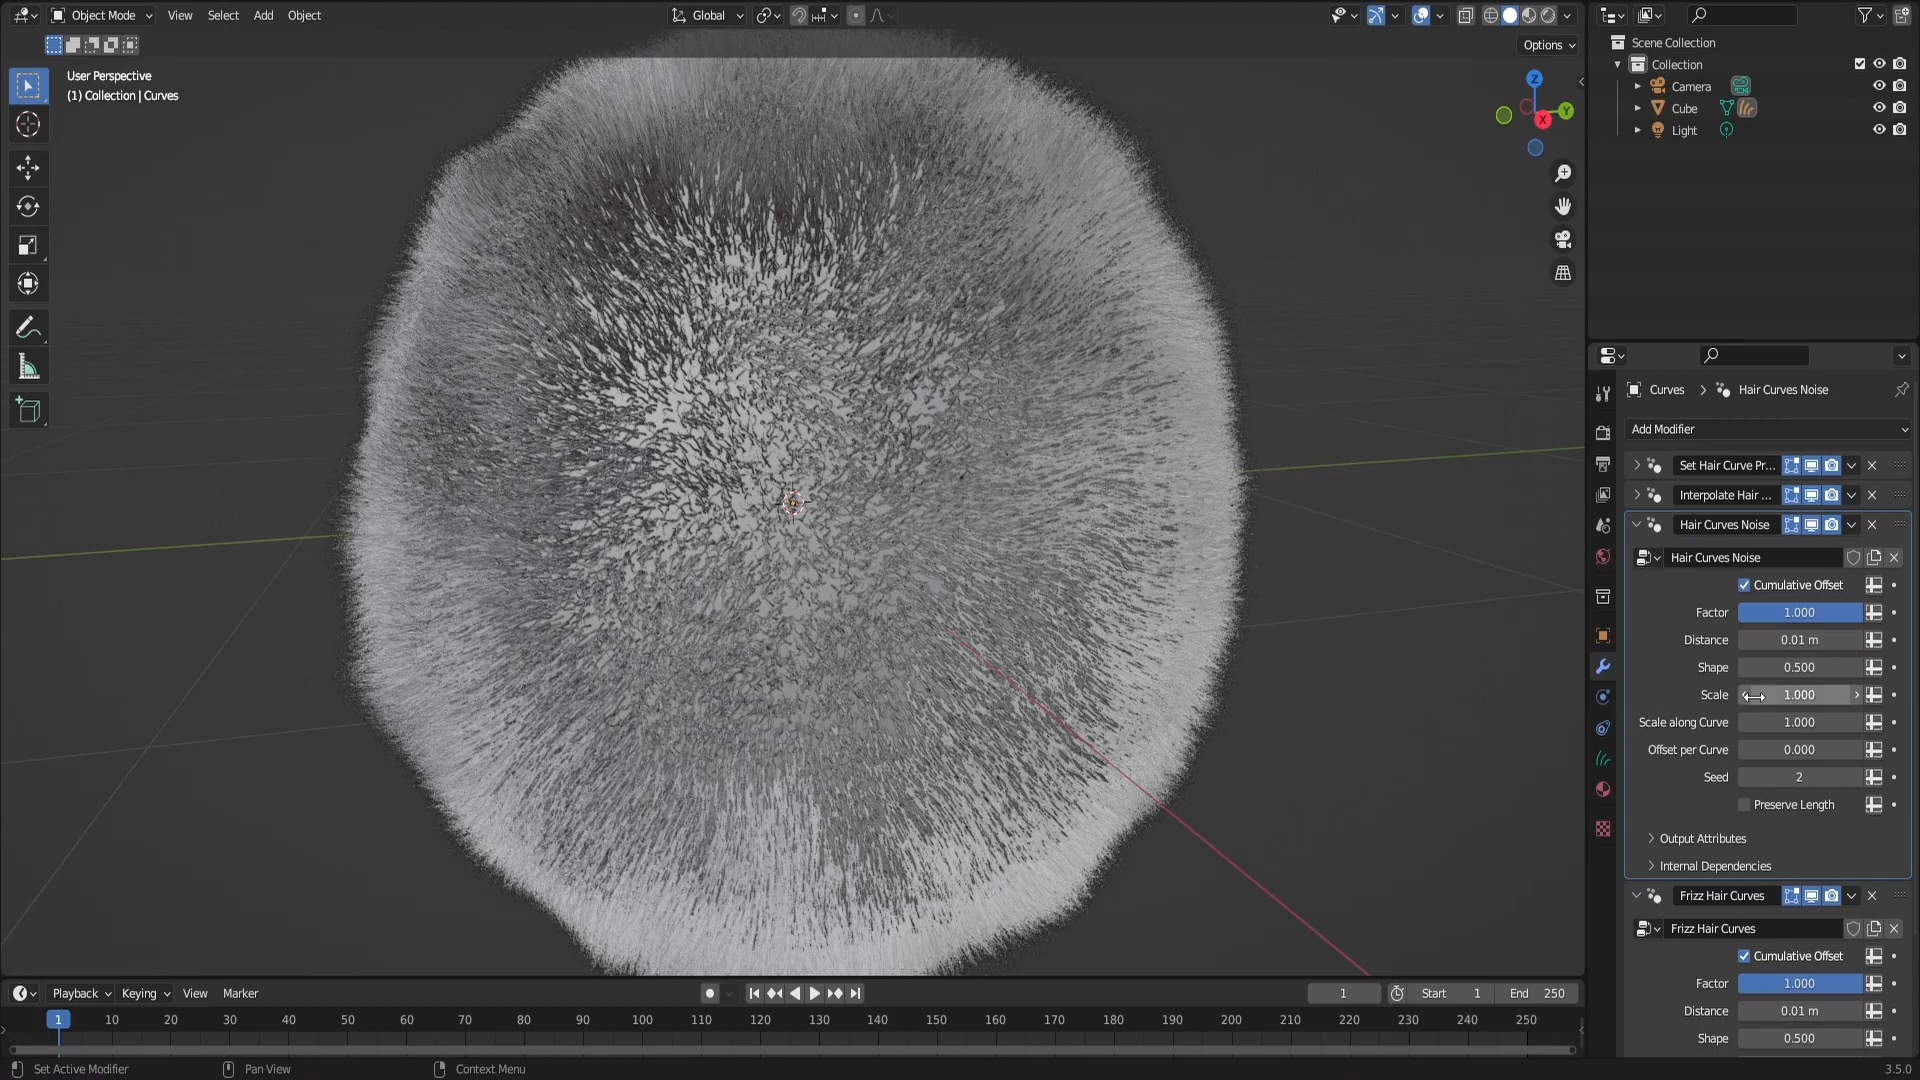 Object Mode View Select Add Object Global
Options
User Perspective
(1) Collection | Curves
Z
Y
X
Scene Collection
Collection
Camera
Cube
Light
Curves > Hair Curves Noise
Add Modifier
Set Hair Curve Pr...
Interpolate Hair ...
Hair Curves Noise
Hair Curves Noise
Cumulative Offset
Factor 1.000
Distance 0.01 m
Shape 0.500
Scale 1.000
Scale along Curve 1.000
Offset per Curve 0.000
Seed 2
Preserve Length
Output Attributes
Internal Dependencies
Frizz Hair Curves
Frizz Hair Curves
Cumulative Offset
Factor 1.000
Distance 0.01 m
Shape 0.500
Playback Keying View Marker 1 Start 1 End 250
1 10 20 30 40 50 60 70 80 90 100 110 120 130 140 150 160 170 180 190 200 210 220 230 240 250
Set Active Modifier Pan View Context Menu 3.5.0